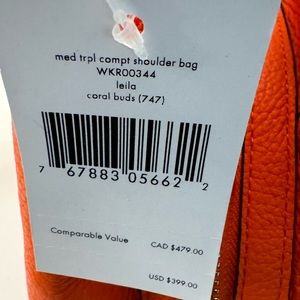 med trpl compt shoulder bag
WKR00344
leila
coral buds (747)
7 67883 05662 2
Comparable Value
CAD $479.00
USD $399.00